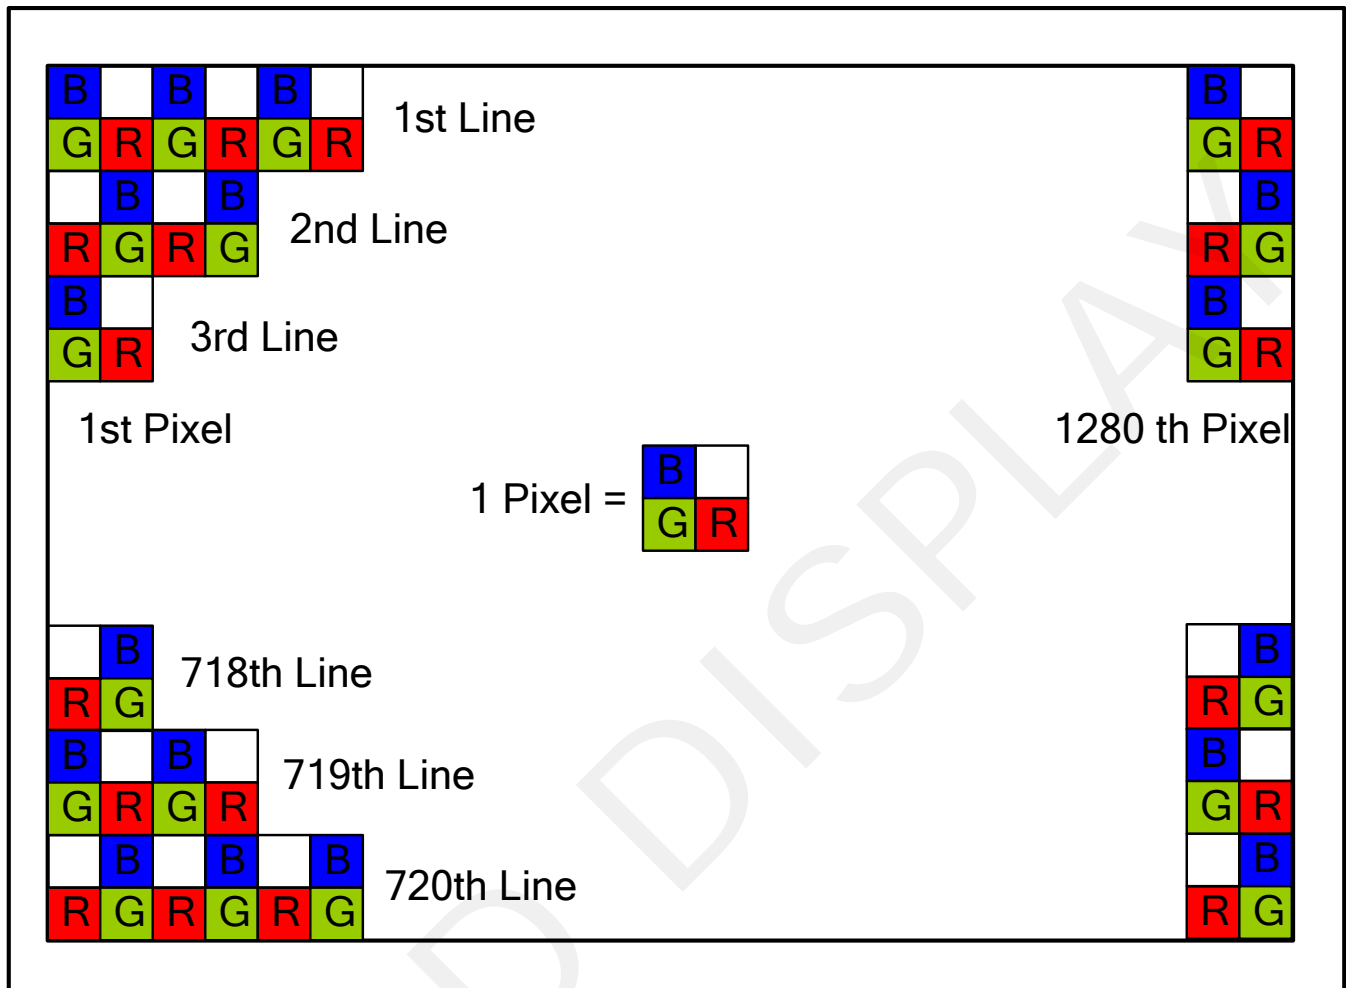 B B B B
1st Line
G R G R G R G R
B B B
2nd Line
R G R G R G
B B
3rd Line
G R G R
1st Pixel 1280 th Pixel
B
1 Pixel =
G R
B B
718th Line
R G R G
B B B
719th Line
G R G R G R
B B B B
720th Line
R G R G R G R G
D DISPLAY